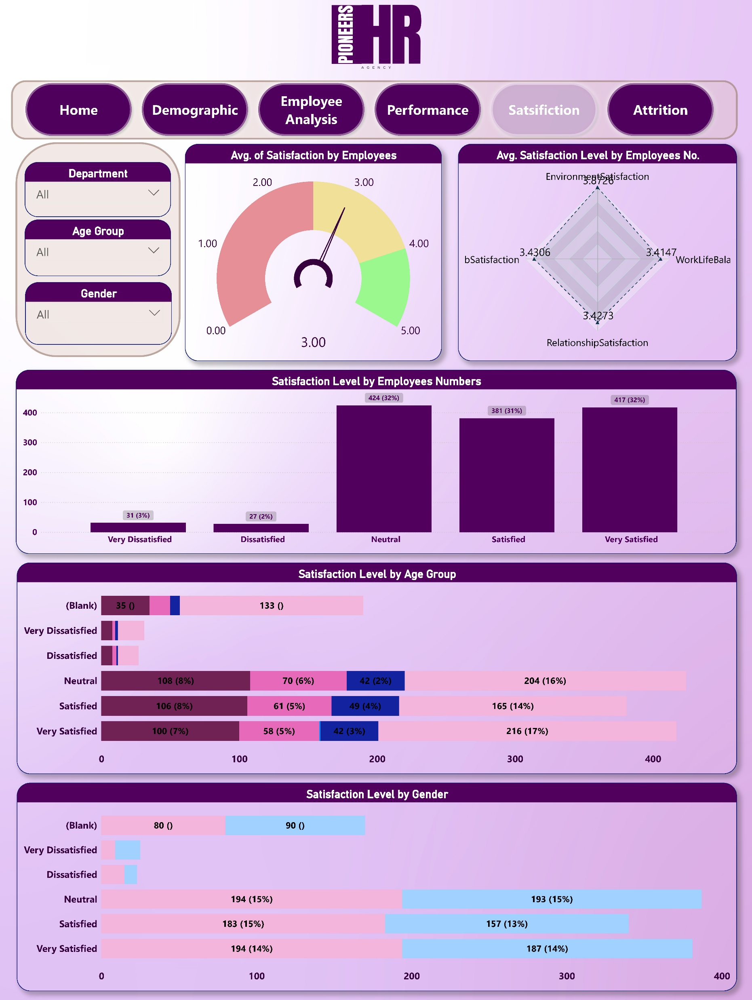 PIONEERS
HR
AGENCY
Home
Demographic
Employee
Analysis
Performance
Satsifiction
Attrition
Department
All
Age Group
All
Gender
All
Avg. of Satisfaction by Employees
2.00
3.00
1.00
4.00
0.00
5.00
3.00
Avg. Satisfaction Level by Employees No.
EnvironmentSatisfaction
3.8726
3.4306
3.4147
bSatisfaction
WorkLifeBala
3.4273
RelationshipSatisfaction
Satisfaction Level by Employees Numbers
424 (32%)
417 (32%)
381 (31%)
400
300
200
100
31 (3%)
27 (2%)
0
Very Dissatisfied
Dissatisfied
Neutral
Satisfied
Very Satisfied
Satisfaction Level by Age Group
(Blank) 35 () 133 ()
Very Dissatisfied
Dissatisfied
Neutral 108 (8%) 70 (6%) 42 (2%) 204 (16%)
Satisfied 106 (8%) 61 (5%) 49 (4%) 165 (14%)
Very Satisfied 100 (7%) 58 (5%) 42 (3%) 216 (17%)
0 100 200 300 400
Satisfaction Level by Gender
(Blank) 80 () 90 ()
Very Dissatisfied
Dissatisfied
Neutral 194 (15%) 193 (15%)
Satisfied 183 (15%) 157 (13%)
Very Satisfied 194 (14%) 187 (14%)
0 100 200 300 400